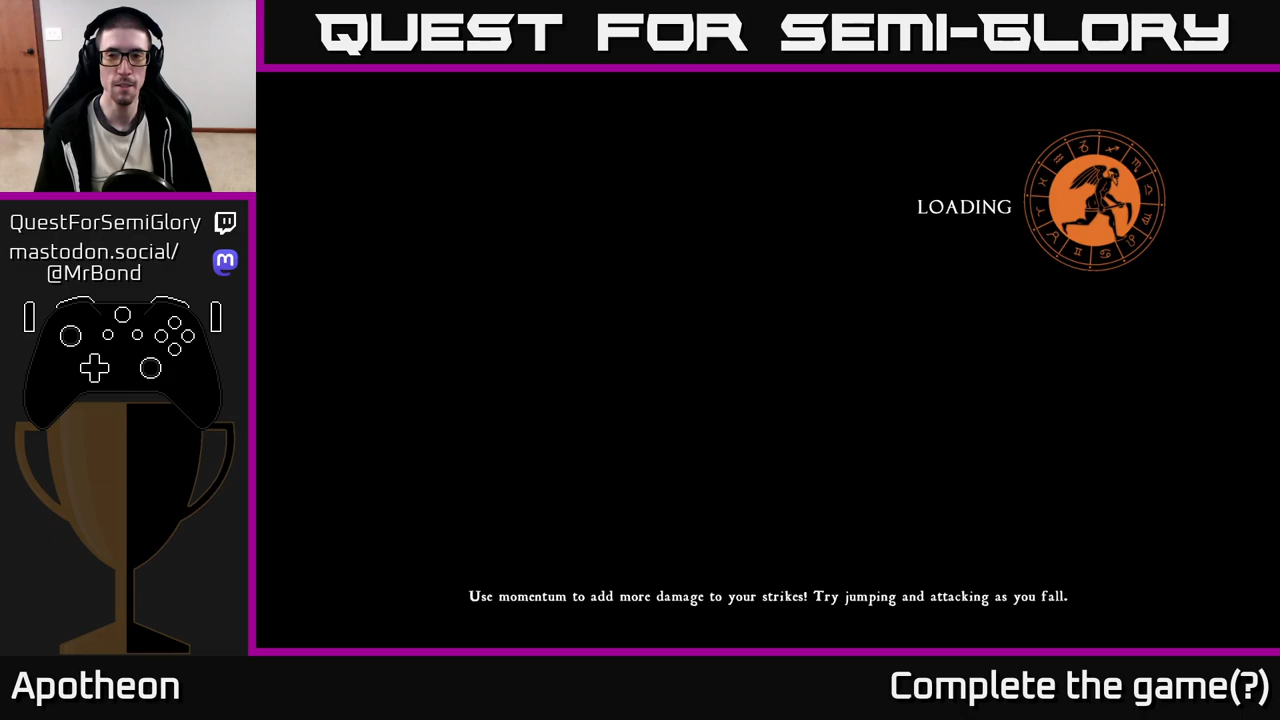 QUEST FOR SEMI-GLORY
QuestForSemiGlory
mastodon.social/
@MrBond
LOADING
Use momentum to add more damage to your strikes! Try jumping and attacking as you fall.
Apotheon
Complete the game(?)